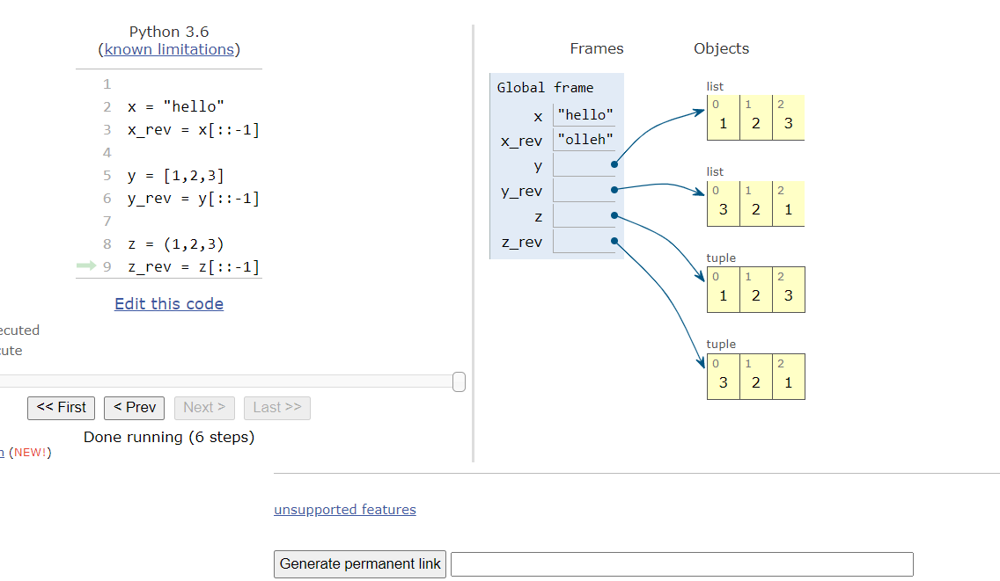 Python 3.6
(known limitations)
1
2 x = "hello"
3 x_rev = x[::-1]
4
5 y = [1,2,3]
6 y_rev = y[::-1]
7
8 z = (1,2,3)
9 z_rev = z[::-1]
Edit this code
ecuted
cute
<< First < Prev Next > Last >>
Done running (6 steps)
n (NEW!)
Frames Objects
Global frame
x "hello"
x_rev "olleh"
y
y_rev
z
z_rev
list
0 1 2
1 2 3
list
0 1 2
3 2 1
tuple
0 1 2
1 2 3
tuple
0 1 2
3 2 1
unsupported features
Generate permanent link